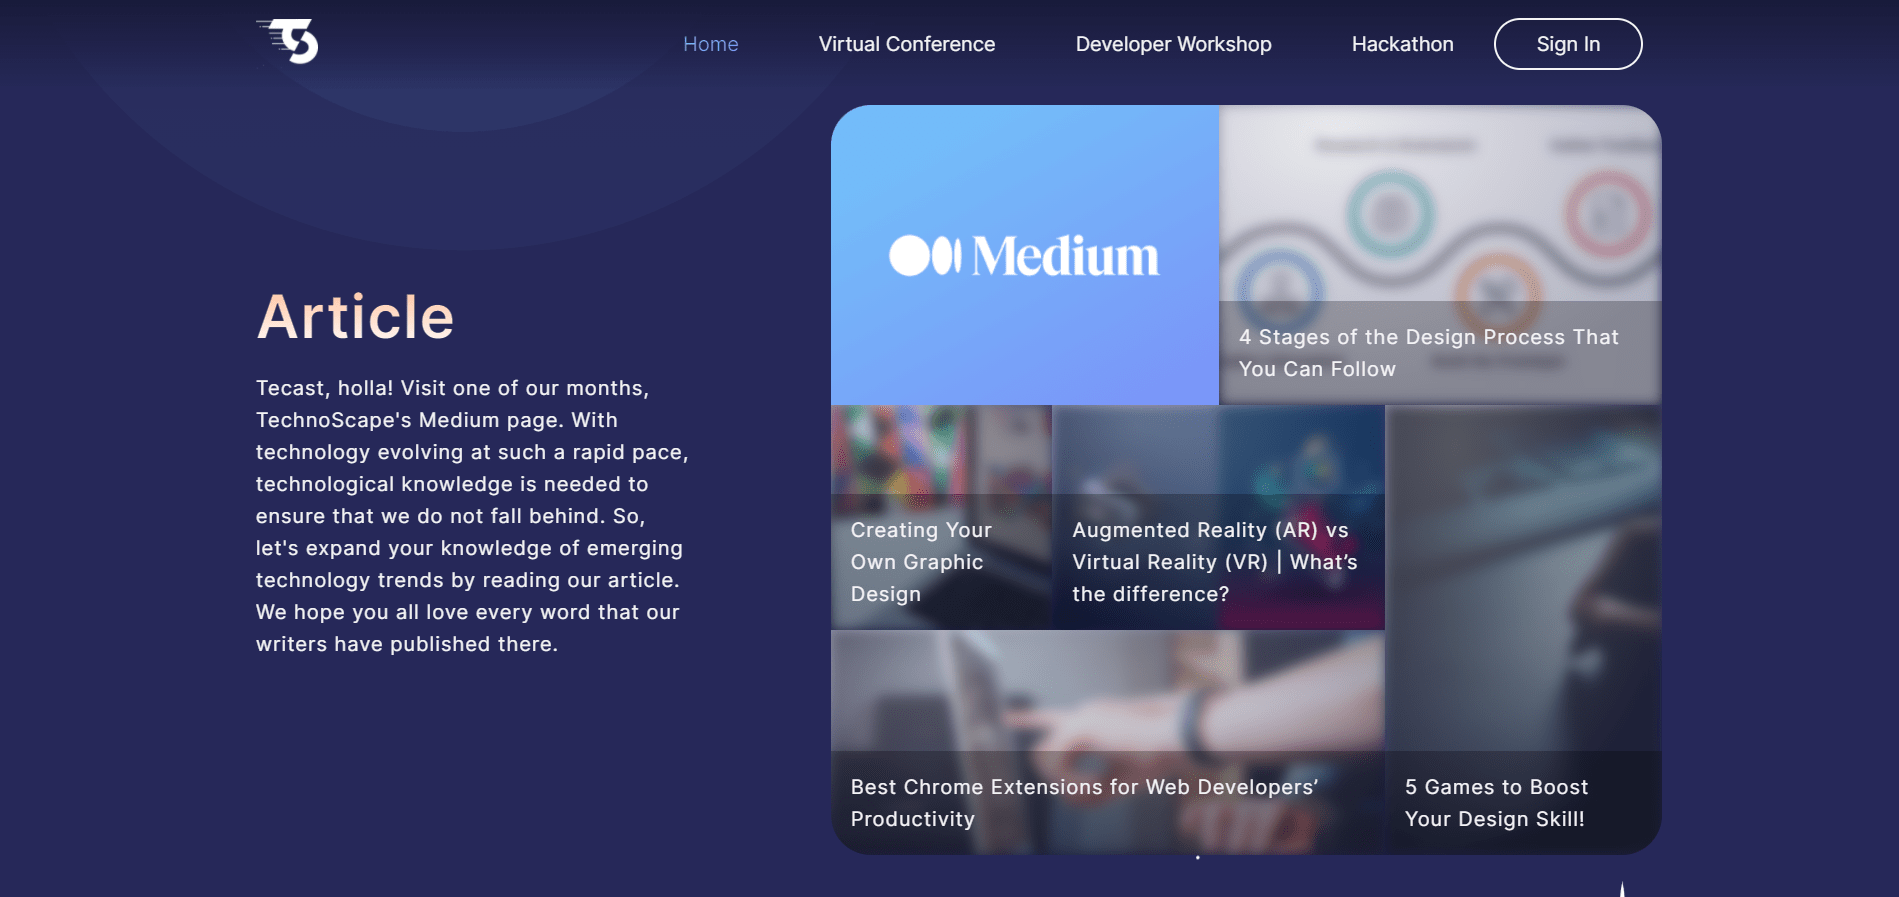 Home
Virtual Conference
Developer Workshop
Hackathon
Sign In
Article
Tecast, holla! Visit one of our months,
TechnoScape's Medium page. With
technology evolving at such a rapid pace,
technological knowledge is needed to
ensure that we do not fall behind. So,
let's expand your knowledge of emerging
technology trends by reading our article.
We hope you all love every word that our
writers have published there.
Medium
4 Stages of the Design Process That
You Can Follow
Creating Your
Own Graphic
Design
Augmented Reality (AR) vs
Virtual Reality (VR) | What’s
the difference?
Best Chrome Extensions for Web Developers’
Productivity
5 Games to Boost
Your Design Skill!